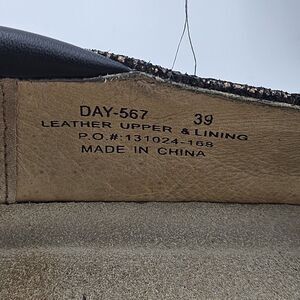 DAY-567 39
LEATHER UPPER & LINING
P.O.#:131024-168
MADE IN CHINA